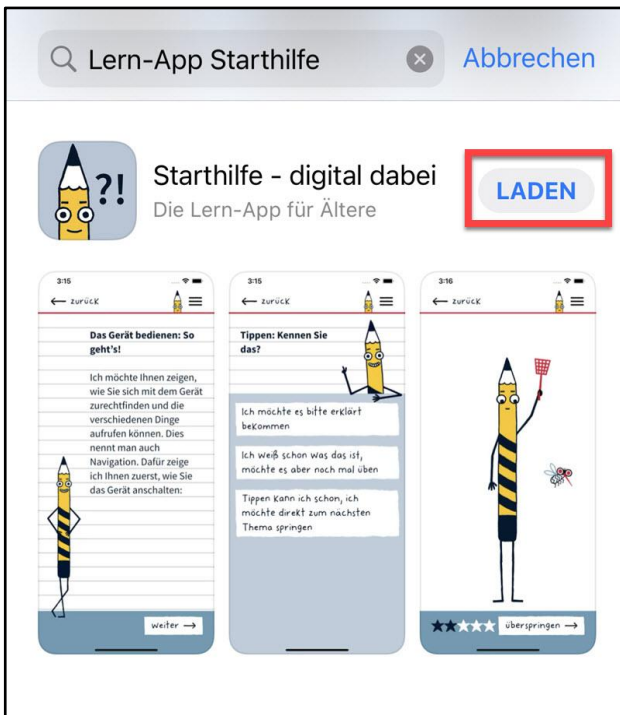 Lern-App Starthilfe
Abbrechen
?!
Starthilfe - digital dabei
Die Lern-App für Ältere
LADEN
3:15
← zurück
Das Gerät bedienen: So
geht's!
Ich möchte Ihnen zeigen,
wie Sie sich mit dem Gerät
zurechtfinden und die
verschiedenen Dinge
aufrufen können. Dies
nennt man auch
Navigation. Dafür zeige
ich Ihnen zuerst, wie Sie
das Gerät anschalten:
weiter →
3:15
← zurück
Tippen: Kennen Sie
das?
Ich möchte es bitte erklärt
bekommen
Ich weiß schon was das ist,
möchte es aber noch mal üben
Tippen kann ich schon, ich
möchte direkt zum nächsten
Thema springen
3:16
← zurück
überspringen →